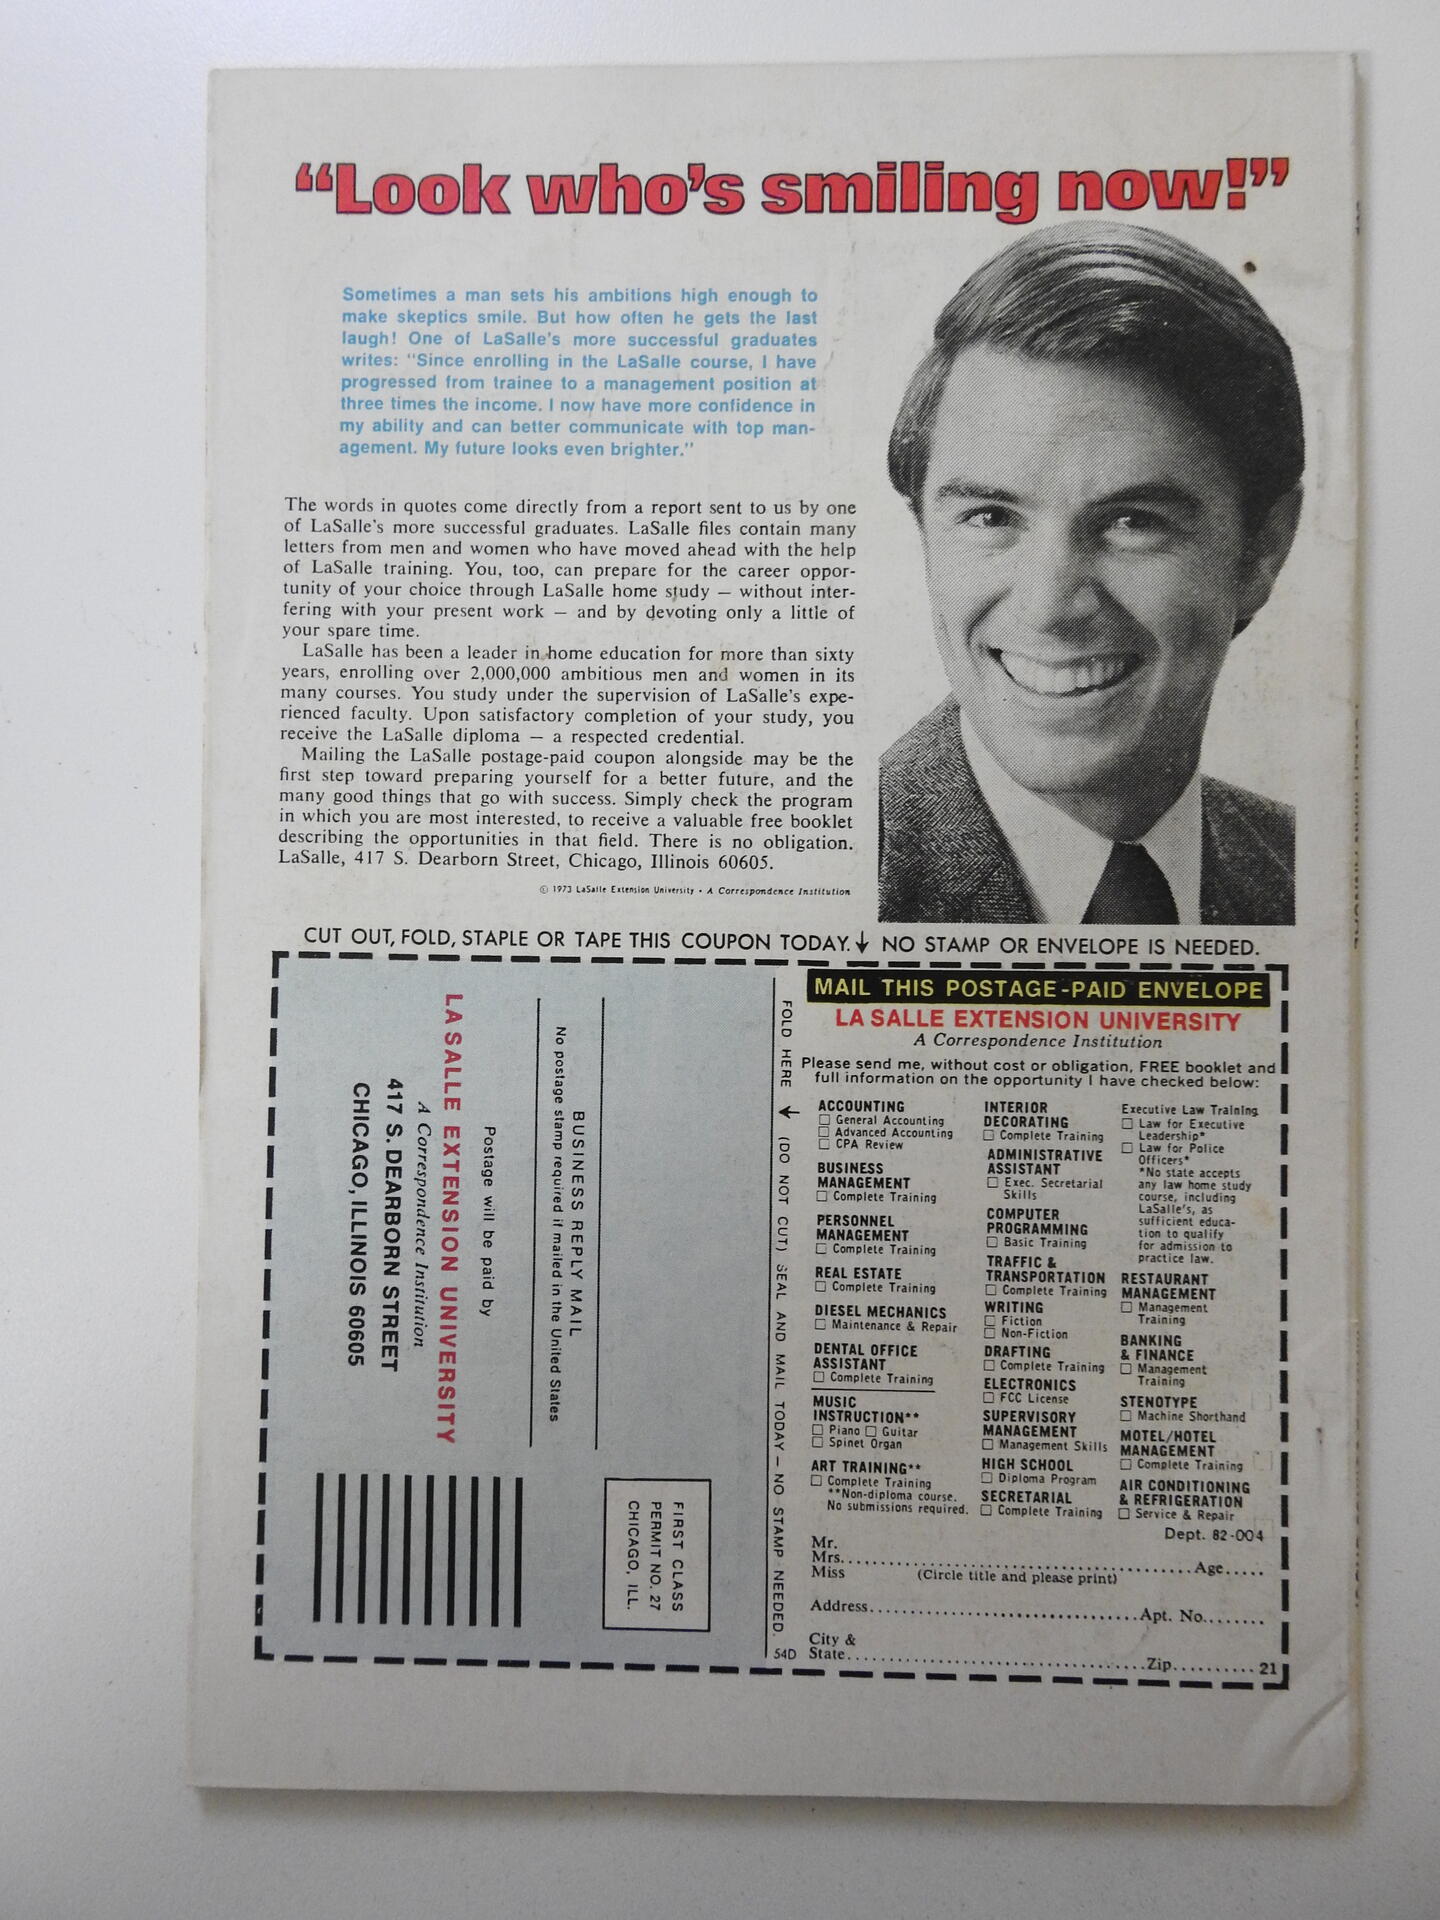 “Look who’s smiling now!”
Sometimes a man sets his ambitions high enough to
make skeptics smile. But how often he gets the last
laugh! One of LaSalle's more successful graduates
writes: "Since enrolling in the LaSalle course, I have
progressed from trainee to a management position at
three times the income. I now have more confidence in
my ability and can better communicate with top man-
agement. My future looks even brighter."
The words in quotes come directly from a report sent to us by one
of LaSalle's more successful graduates. LaSalle files contain many
letters from men and women who have moved ahead with the help
of LaSalle training. You, too, can prepare for the career oppor-
tunity of your choice through LaSalle home study — without inter-
fering with your present work — and by devoting only a little of
your spare time.
LaSalle has been a leader in home education for more than sixty
years, enrolling over 2,000,000 ambitious men and women in its
many courses. You study under the supervision of LaSalle's expe-
rienced faculty. Upon satisfactory completion of your study, you
receive the LaSalle diploma — a respected credential.
Mailing the LaSalle postage-paid coupon alongside may be the
first step toward preparing yourself for a better future, and the
many good things that go with success. Simply check the program
in which you are most interested, to receive a valuable free booklet
describing the opportunities in that field. There is no obligation.
LaSalle, 417 S. Dearborn Street, Chicago, Illinois 60605.
© 1973 LaSalle Extension University • A Correspondence Institution
CUT OUT, FOLD, STAPLE OR TAPE THIS COUPON TODAY.↓ NO STAMP OR ENVELOPE IS NEEDED.
FIRST CLASS
PERMIT NO. 27
CHICAGO, ILL.
BUSINESS REPLY MAIL
No postage stamp required if mailed in the United States
Postage will be paid by
LA SALLE EXTENSION UNIVERSITY
A Correspondence Institution
417 S. DEARBORN STREET
CHICAGO, ILLINOIS 60605
FOLD HERE ↓ (DO NOT CUT) SEAL AND MAIL TODAY — NO STAMP NEEDED.
54D
MAIL THIS POSTAGE-PAID ENVELOPE
LA SALLE EXTENSION UNIVERSITY
A Correspondence Institution
Please send me, without cost or obligation, FREE booklet and
full information on the opportunity I have checked below:
ACCOUNTING
☐ General Accounting
☐ Advanced Accounting
☐ CPA Review
BUSINESS
MANAGEMENT
☐ Complete Training
PERSONNEL
MANAGEMENT
☐ Complete Training
REAL ESTATE
☐ Complete Training
DIESEL MECHANICS
☐ Maintenance & Repair
DENTAL OFFICE
ASSISTANT
☐ Complete Training
MUSIC
INSTRUCTION**
☐ Piano ☐ Guitar
☐ Spinet Organ
ART TRAINING**
☐ Complete Training
**Non-diploma course.
No submissions required.
INTERIOR
DECORATING
☐ Complete Training
ADMINISTRATIVE
ASSISTANT
☐ Exec. Secretarial
Skills
COMPUTER
PROGRAMMING
☐ Basic Training
TRAFFIC &
TRANSPORTATION
☐ Complete Training
WRITING
☐ Fiction
☐ Non-Fiction
DRAFTING
☐ Complete Training
ELECTRONICS
☐ FCC License
SUPERVISORY
MANAGEMENT
☐ Management Skills
HIGH SCHOOL
☐ Diploma Program
SECRETARIAL
☐ Complete Training
Executive Law Training
☐ Law for Executive
Leadership*
☐ Law for Police
Officers*
*No state accepts
any law home study
course, including
LaSalle's, as
sufficient educa-
tion to qualify
for admission to
practice law.
RESTAURANT
MANAGEMENT
☐ Management
Training
BANKING
& FINANCE
☐ Management
Training
STENOTYPE
☐ Machine Shorthand
MOTEL/HOTEL
MANAGEMENT
☐ Complete Training
AIR CONDITIONING
& REFRIGERATION
☐ Service & Repair
Dept. 82-004
Mr.
Mrs. .......... Age.....
Miss (Circle title and please print)
Address .......... Apt. No........
City &
State .......... Zip.......... 21